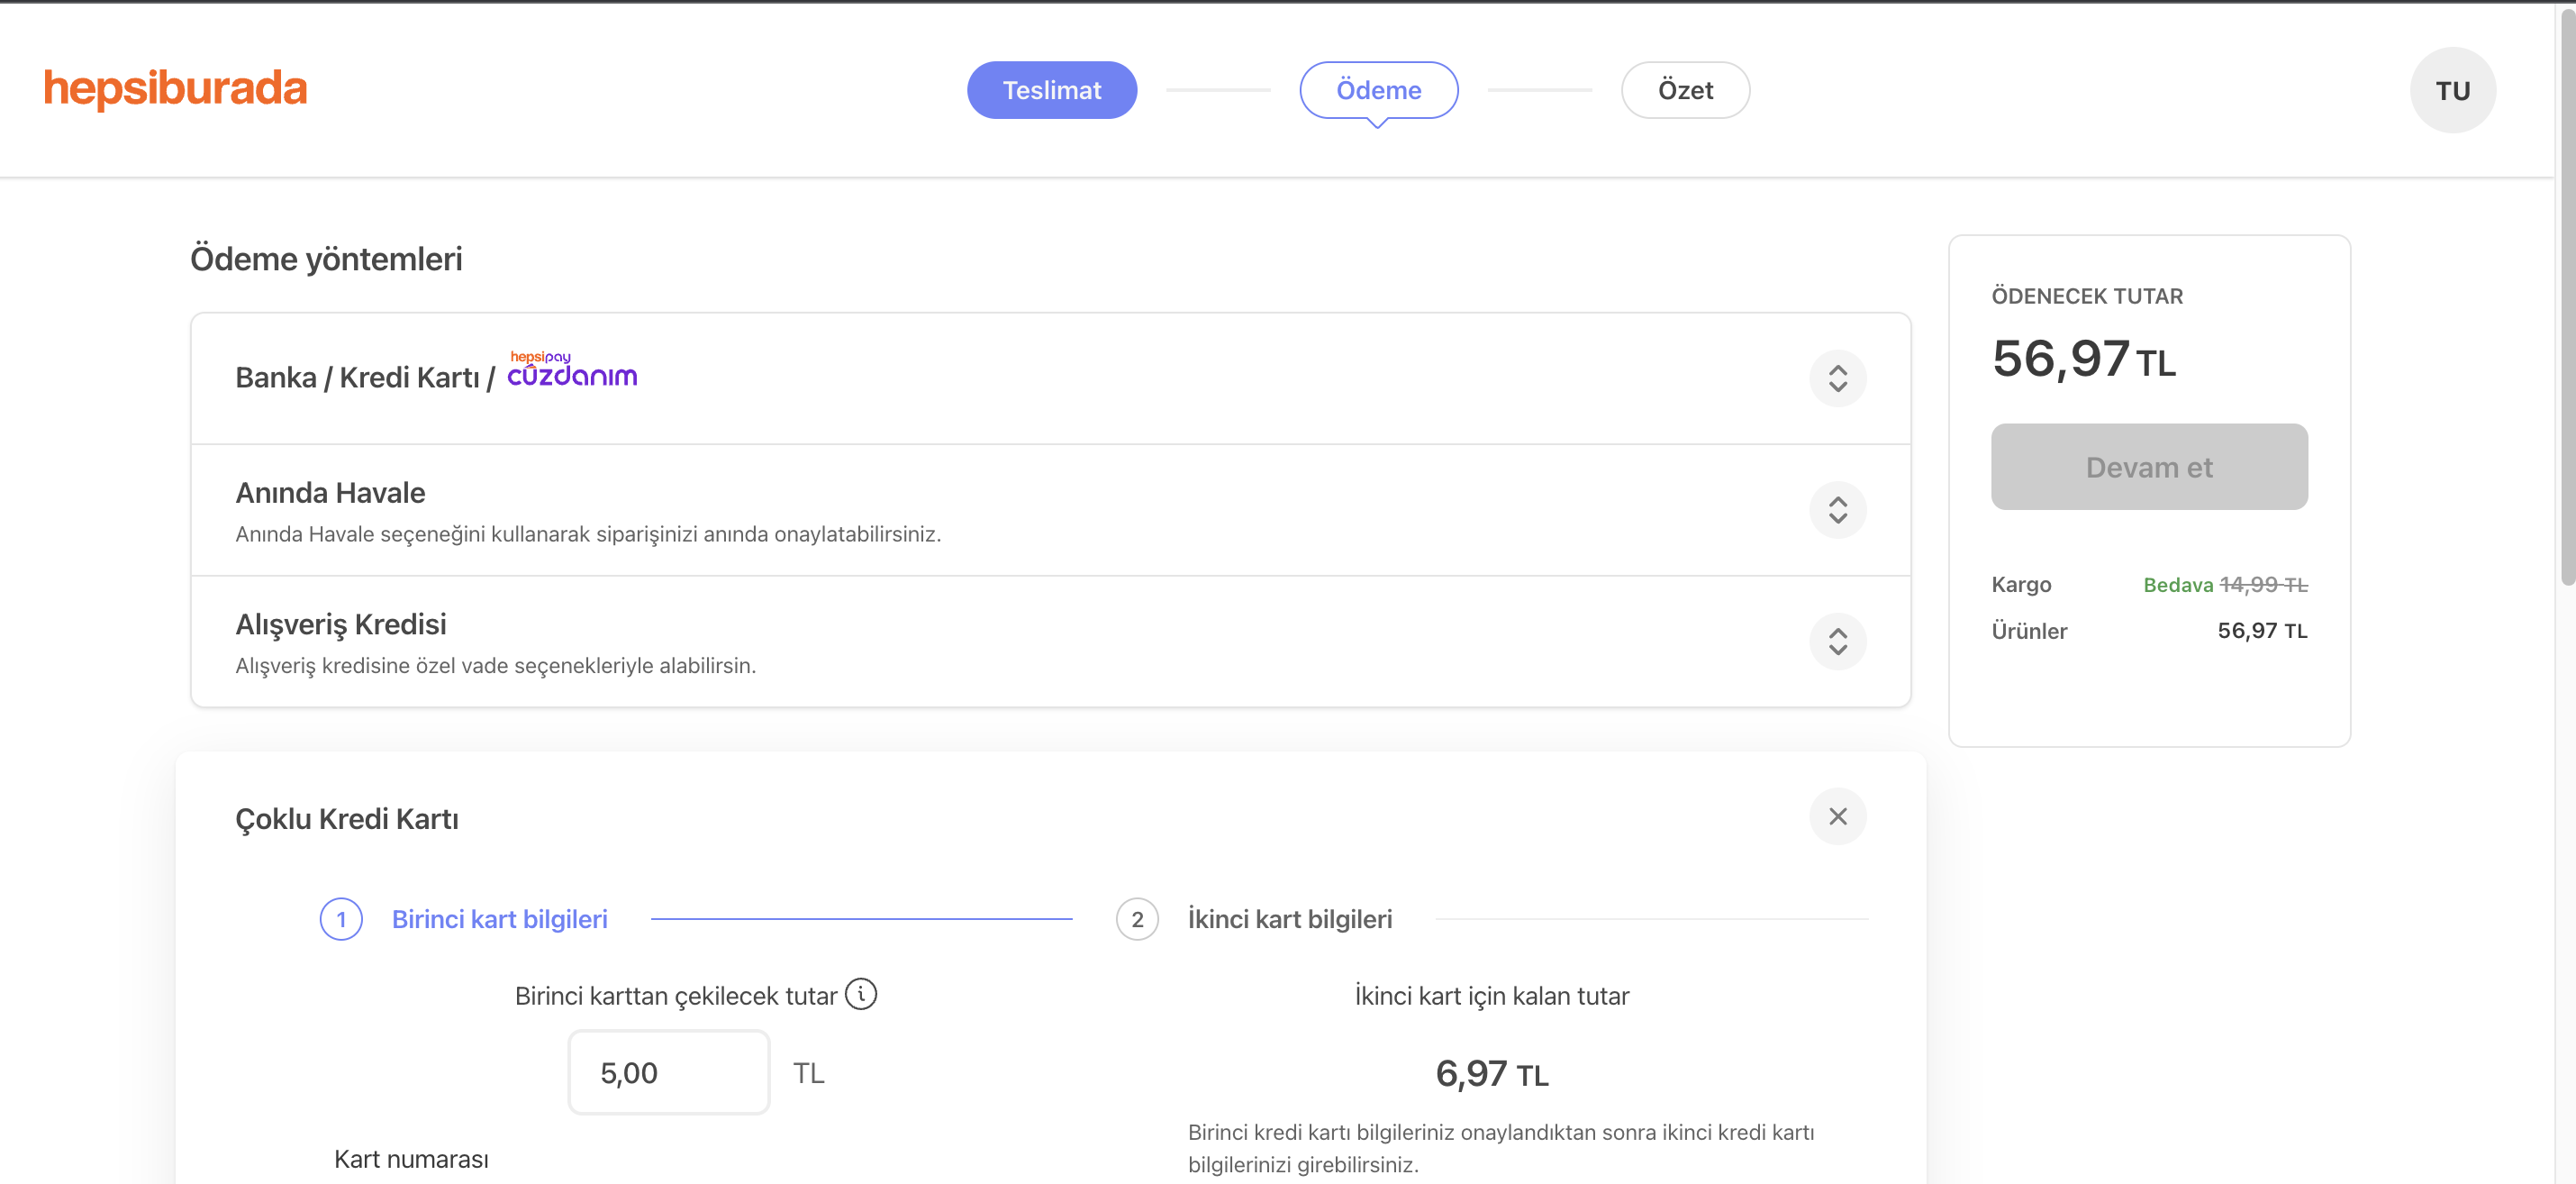 hepsiburada
Teslimat
Ödeme
Özet
TU
Ödeme yöntemleri
Banka / Kredi Kartı / hepsipay cüzdanım
Anında Havale
Anında Havale seçeneğini kullanarak siparişinizi anında onaylatabilirsiniz.
Alışveriş Kredisi
Alışveriş kredisine özel vade seçenekleriyle alabilirsin.
ÖDENECEK TUTAR
56,97 TL
Devam et
Kargo Bedava 14,99 TL
Ürünler 56,97 TL
Çoklu Kredi Kartı
1 Birinci kart bilgileri
Birinci karttan çekilecek tutar i
5,00 TL
Kart numarası
2 İkinci kart bilgileri
İkinci kart için kalan tutar
6,97 TL
Birinci kredi kartı bilgileriniz onaylandıktan sonra ikinci kredi kartı
bilgilerinizi girebilirsiniz.